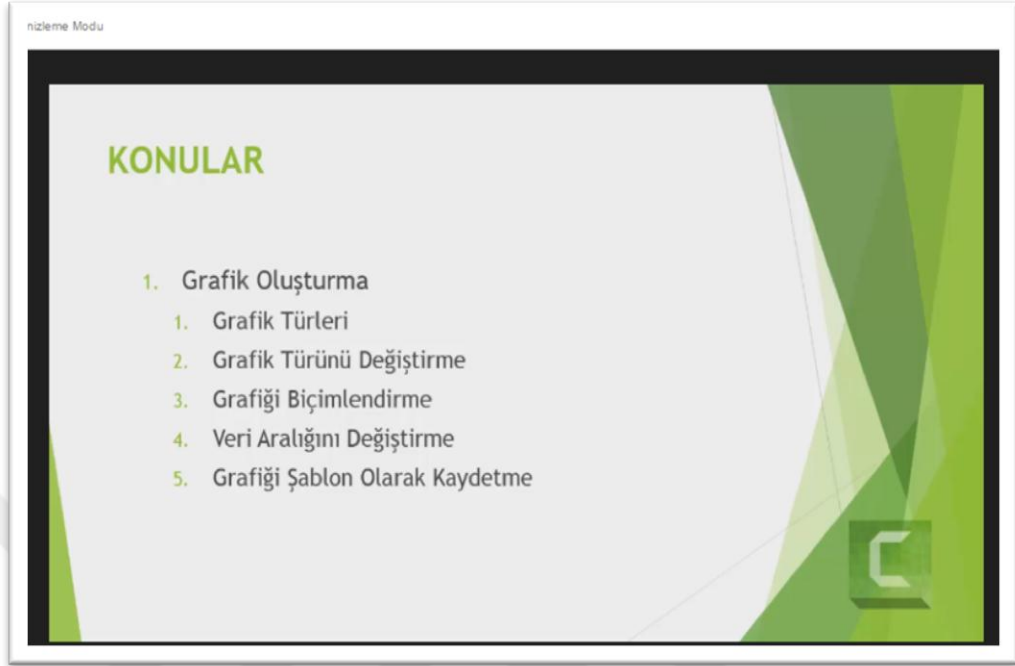 nizleme Modu
KONULAR
1. Grafik Oluşturma
1. Grafik Türleri
2. Grafik Türünü Değiştirme
3. Grafiği Biçimlendirme
4. Veri Aralığını Değiştirme
5. Grafiği Şablon Olarak Kaydetme
C